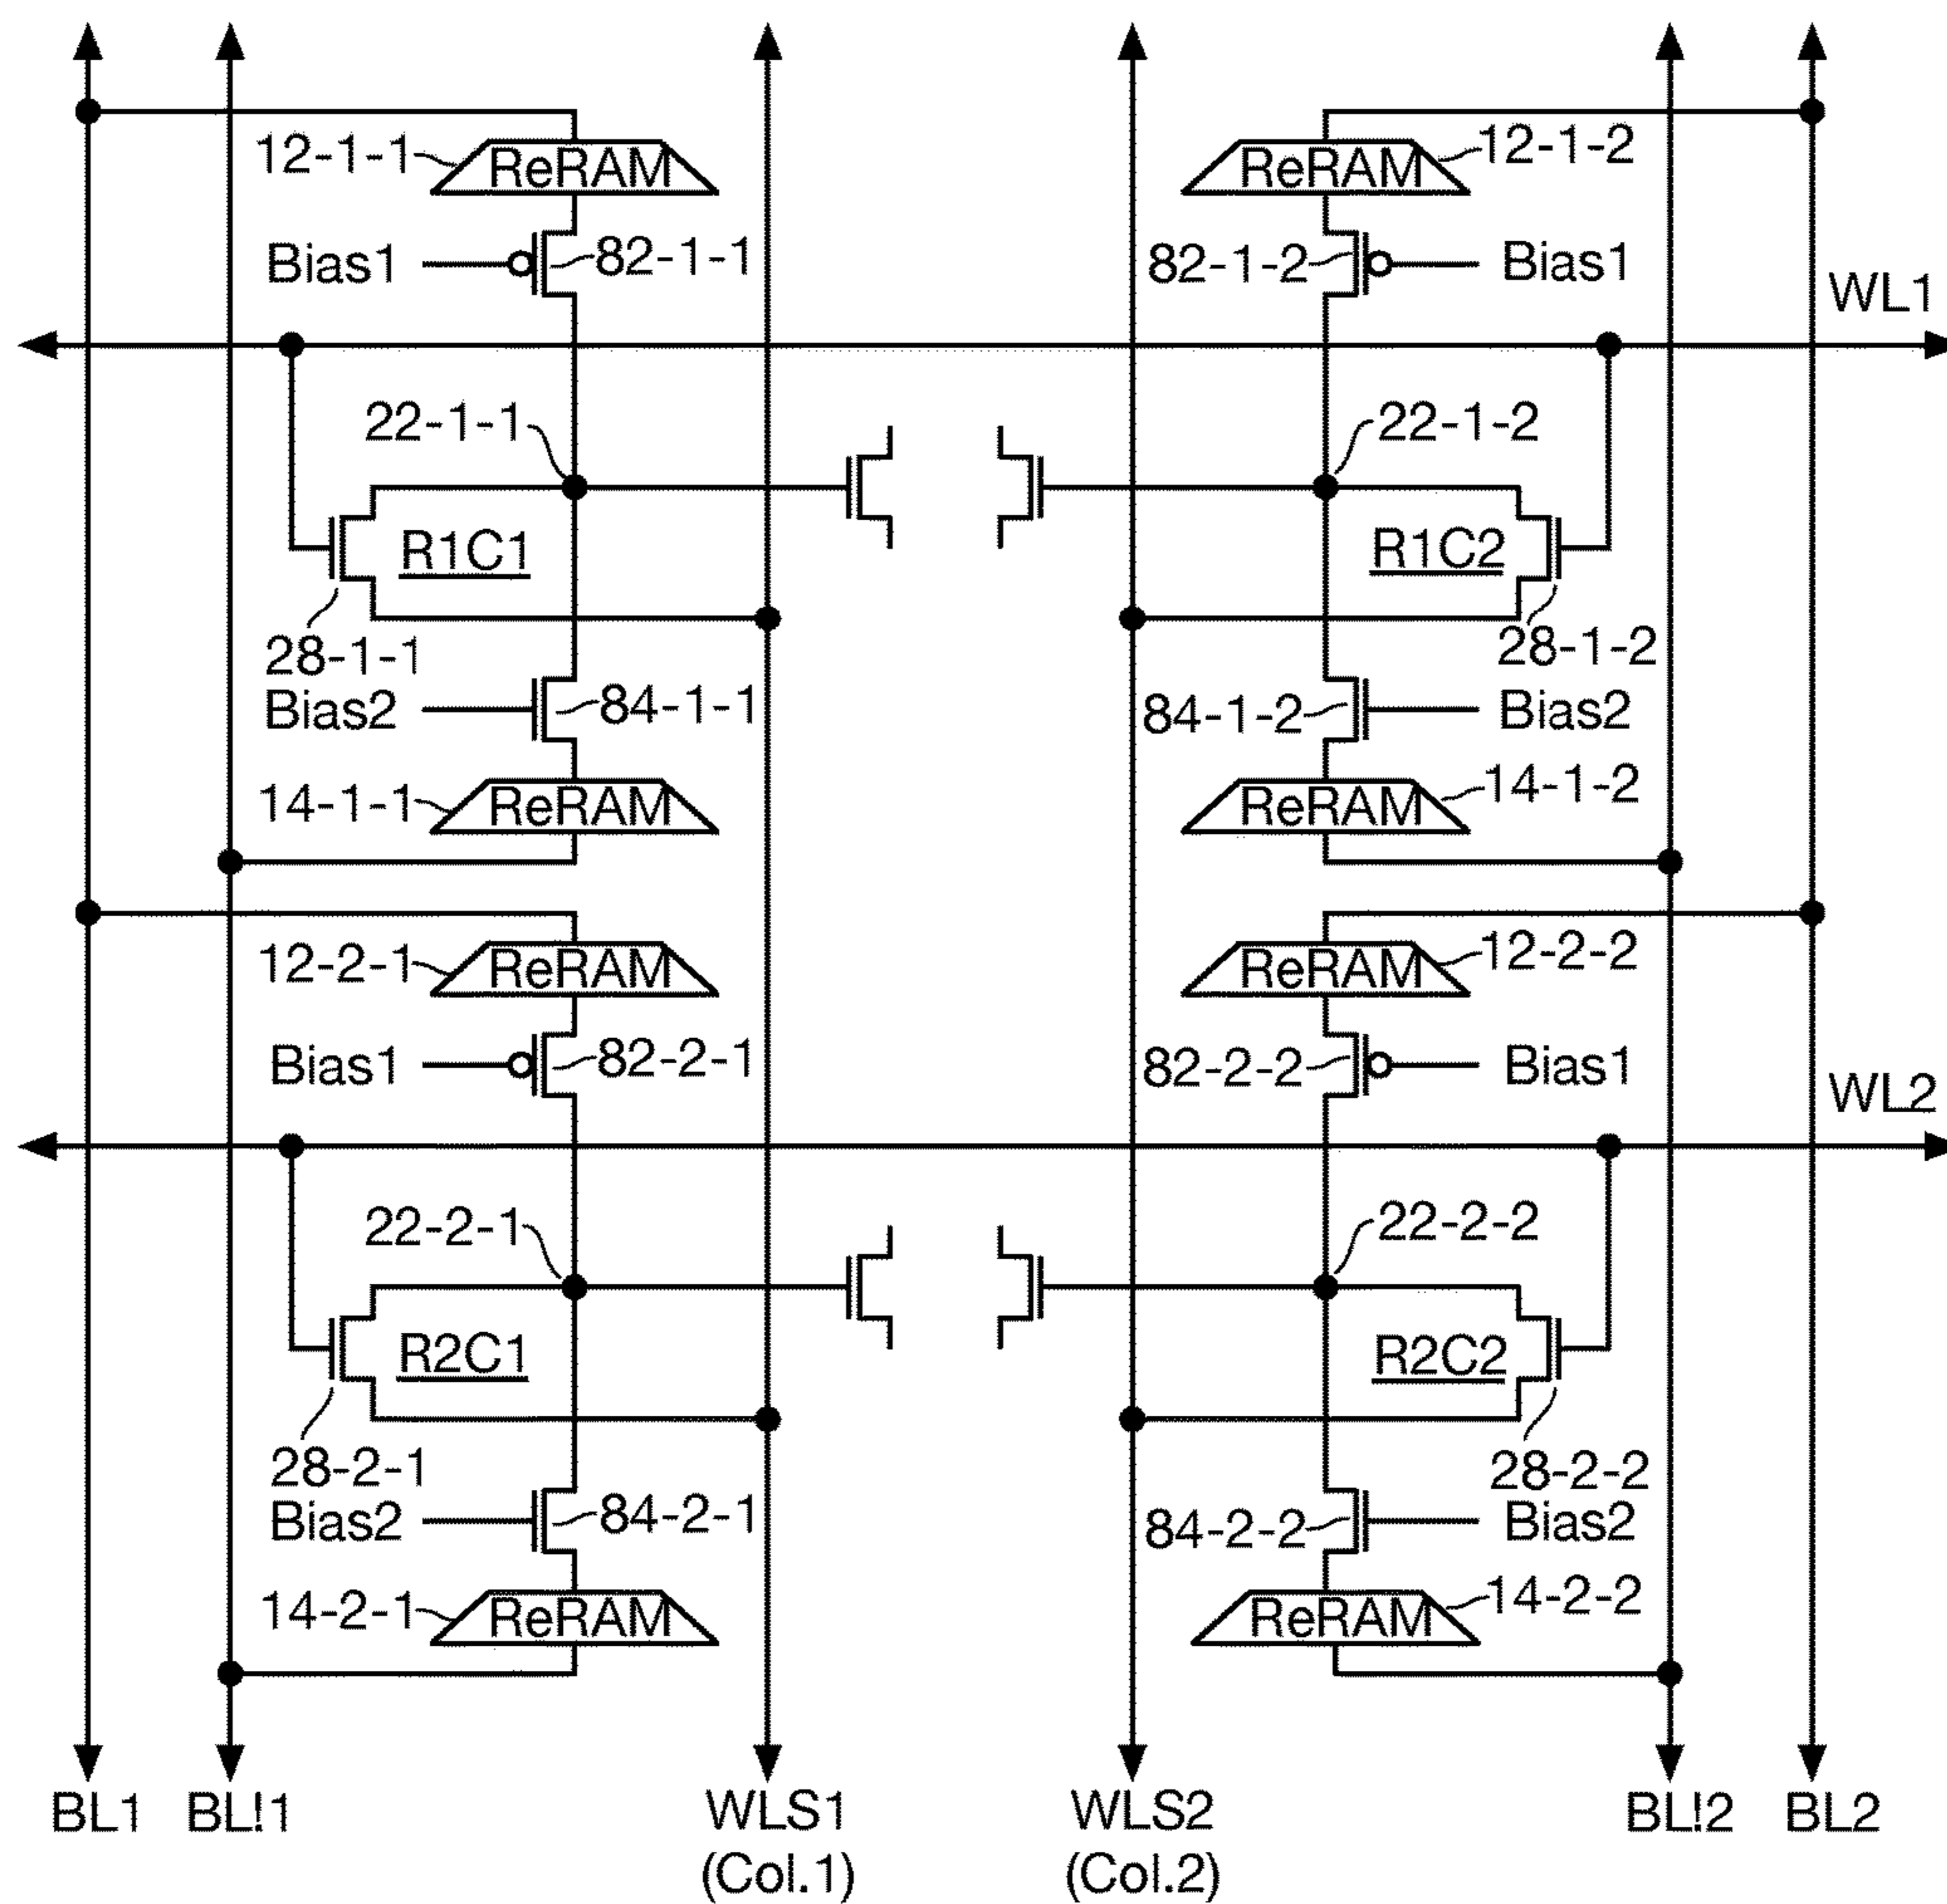 12-1-1 ReRAM ReRAM 12-1-2
Bias1 82-1-1 82-1-2 Bias1
WL1
22-1-1 22-1-2
R1C1 R1C2
28-1-1 28-1-2
Bias2 84-1-1 84-1-2 Bias2
14-1-1 ReRAM ReRAM 14-1-2
12-2-1 ReRAM ReRAM 12-2-2
Bias1 82-2-1 82-2-2 Bias1
WL2
22-2-1 22-2-2
R2C1 R2C2
28-2-1 28-2-2
Bias2 84-2-1 84-2-2 Bias2
14-2-1 ReRAM ReRAM 14-2-2
BL1 BL!1 WLS1 WLS2 BL!2 BL2
(Col.1) (Col.2)